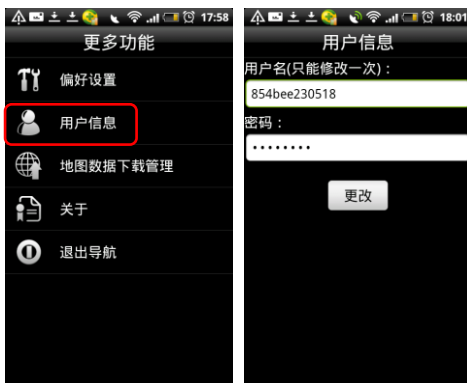 17:58
更多功能
偏好设置
用户信息
地图数据下载管理
关于
退出导航
18:01
用户信息
用户名(只能修改一次)：
854bee230518
密码：
········
更改